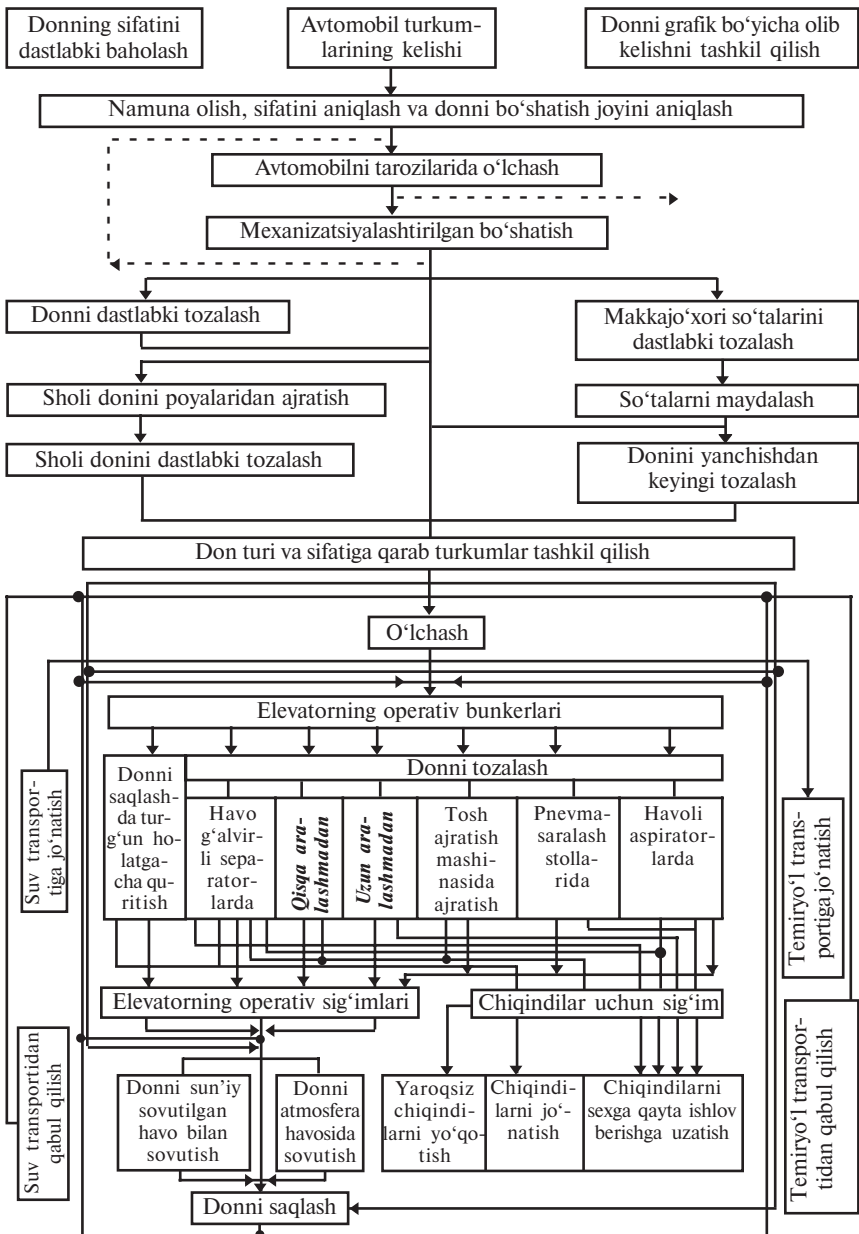 Donning sifatini
dastlabki baholash
Avtomobil turkum-
larining kelishi
Donni grafik bo‘yicha olib
kelishni tashkil qilish
Namuna olish, sifatini aniqlash va donni bo‘shatish joyini aniqlash
Avtomobilni tarozilarida o‘lchash
Mexanizatsiyalashtirilgan bo‘shatish
Donni dastlabki tozalash
Makkajo‘xori so‘talarini
dastlabki tozalash
Sholi donini poyalaridan ajratish
So‘talarni maydalash
Sholi donini dastlabki tozalash
Donini yanchishdan
keyingi tozalash
Don turi va sifatiga qarab turkumlar tashkil qilish
O‘lchash
Elevatorning operativ bunkerlari
Donni
saqlash-
da tur-
g‘un ho-
latga-
cha qu-
ritish
Donni tozalash
Havo
g‘alvir-
li sepa-
rator-
larda
Qisqa ara-
lashmadan
Uzun ara-
lashmadan
Tosh
ajratish
mashi-
nasida
ajratish
Pnevma-
saralash
stolla-
rida
Havoli
aspirator-
larda
Suv transpor-
tiga jo‘natish
Temiryo‘l trans-
portiga jo‘natish
Elevatorning operativ sig‘imlari
Chiqindilar uchun sig‘im
Suv transportidan
qabul qilish
Temiryo‘l transpor-
tidan qabul qilish
Donni sun’iy
sovutilgan
havo bilan
sovutish
Donni
atmosfera
havosida
sovutish
Yaroqsiz
chiqindi-
larni yo‘qo-
tish
Chiqindi-
larni jo‘-
natish
Chiqindilarni
sexga qayta ishlov
berishga uzatish
Donni saqlash